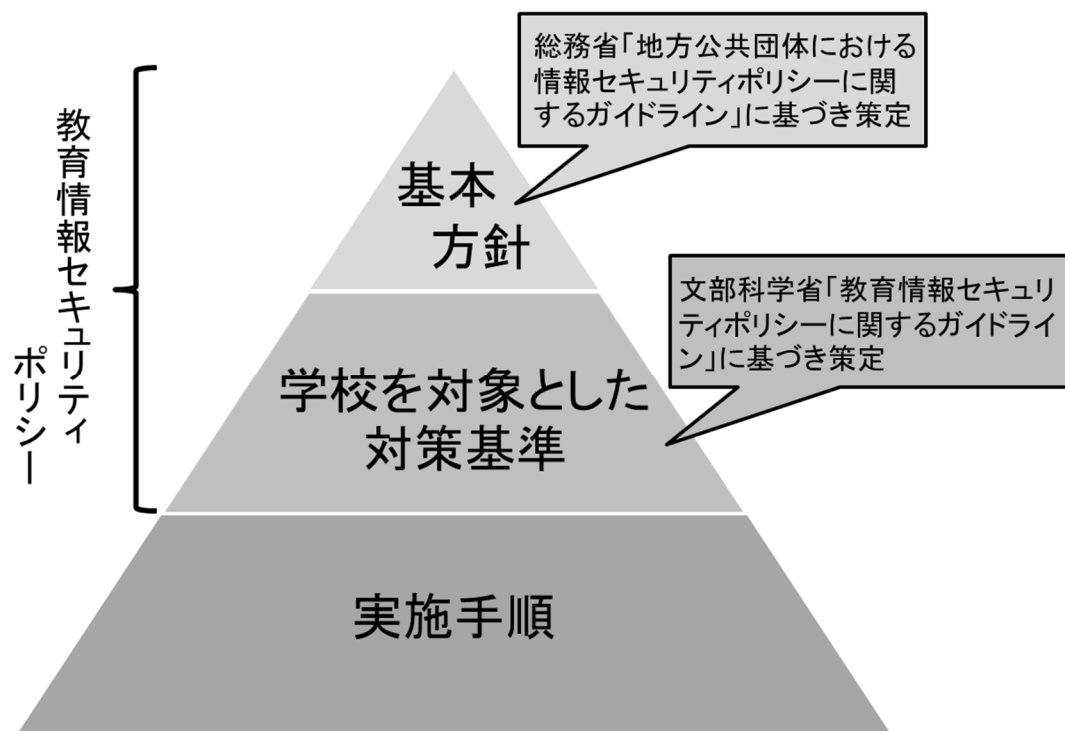 総務省「地方公共団体における
情報セキュリティポリシーに関
するガイドライン」に基づき策定
教育情報セキュリティ
ポリシー
基本
方針
文部科学省「教育情報セキュリ
ティポリシーに関するガイドライ
ン」に基づき策定
学校を対象とした
対策基準
実施手順